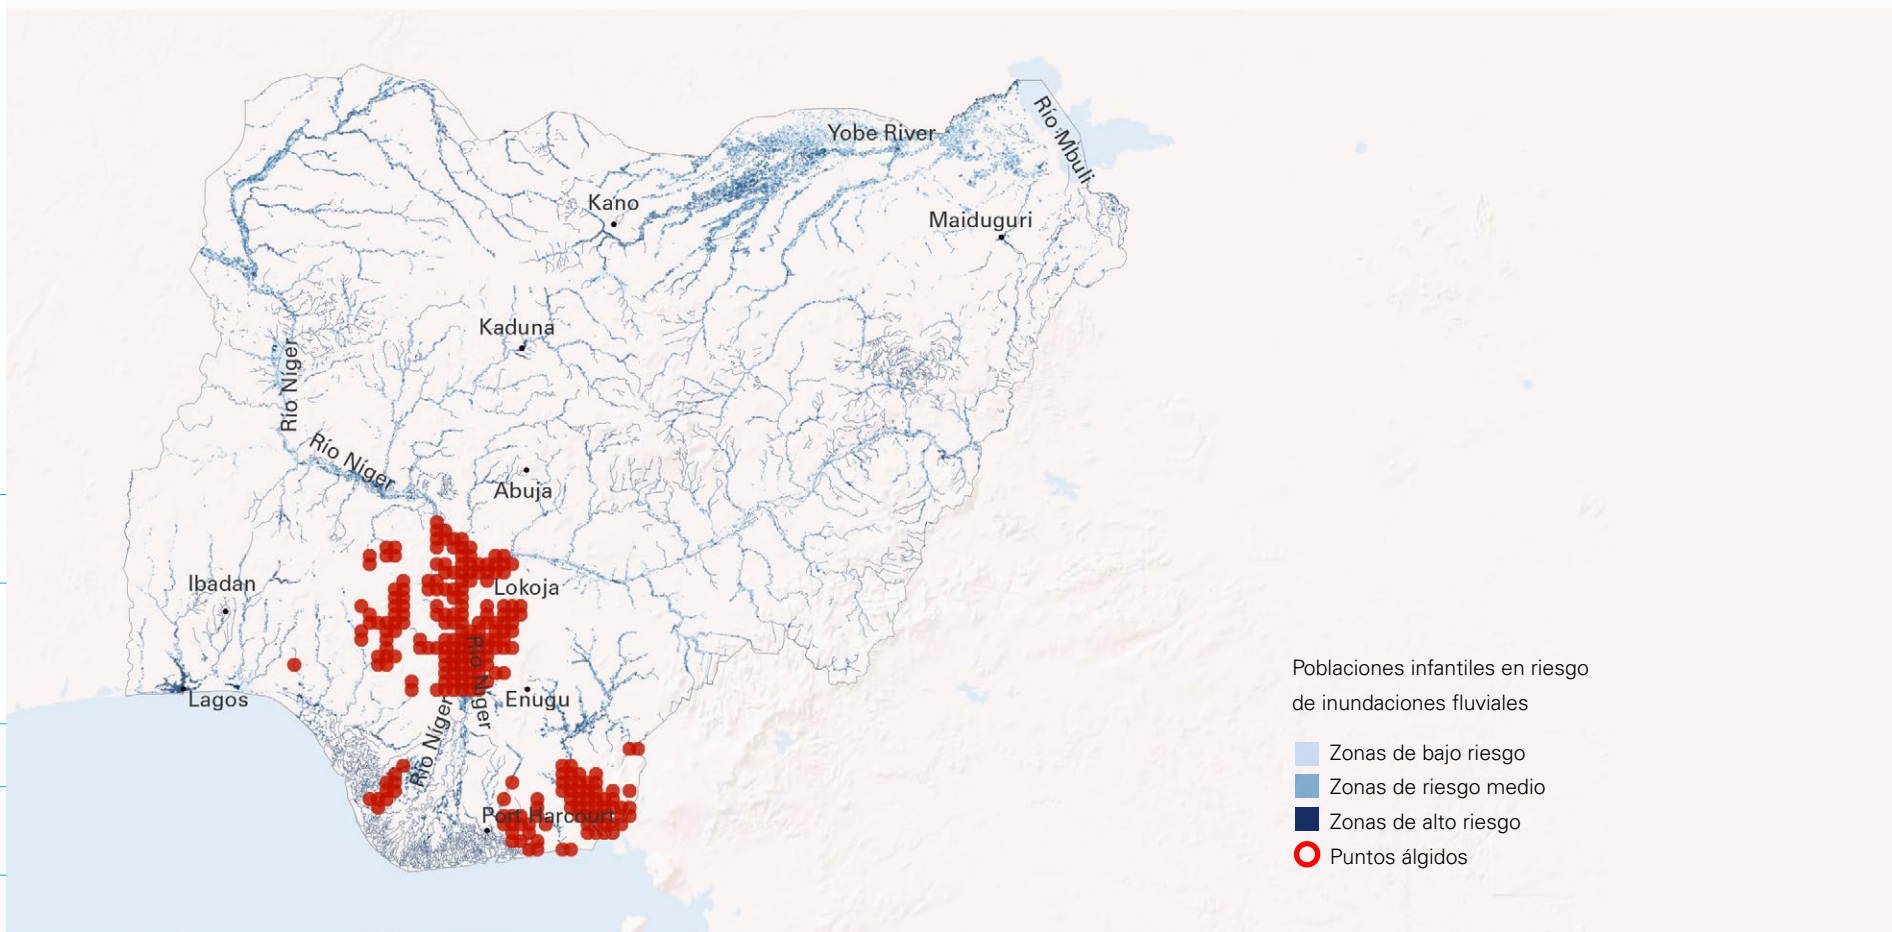 Yobe River
Río Mbuli
Kano
Maiduguri
Kaduna
Río Níger
Río Níger
Abuja
Ibadan
Lokoja
Río Níger
Lagos
Enugu
Río Níger
Port Harcourt
Poblaciones infantiles en riesgo
de inundaciones fluviales
Zonas de bajo riesgo
Zonas de riesgo medio
Zonas de alto riesgo
Puntos álgidos